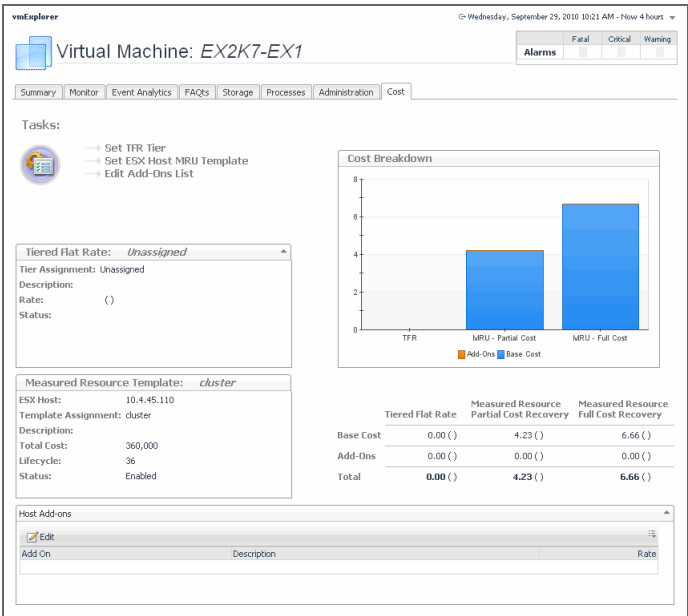 vmExplorer
Wednesday, September 29, 2010 10:21 AM - Now 4 hours
Virtual Machine: EX2K7-EX1
Fatal Critical Warning
Alarms
Summary Monitor Event Analytics FAQts Storage Processes Administration Cost
Tasks:
Set TFR Tier
Set ESX Host MRU Template
Edit Add-Ons List
Cost Breakdown
8
6
4
2
0
TFR MRU - Partial Cost MRU - Full Cost
Add-Ons Base Cost
Tiered Flat Rate: Unassigned
Tier Assignment: Unassigned
Description:
Rate: ( )
Status:
Measured Resource Template: cluster
ESX Host: 10.4.45.110
Template Assignment: cluster
Description:
Total Cost: 360,000
Lifecycle: 36
Status: Enabled
Tiered Flat Rate Measured Resource Partial Cost Recovery Measured Resource Full Cost Recovery
Base Cost 0.00 ( ) 4.23 ( ) 6.66 ( )
Add-Ons 0.00 ( ) 0.00 ( ) 0.00 ( )
Total 0.00 ( ) 4.23 ( ) 6.66 ( )
Host Add-ons
Edit
Add On Description Rate